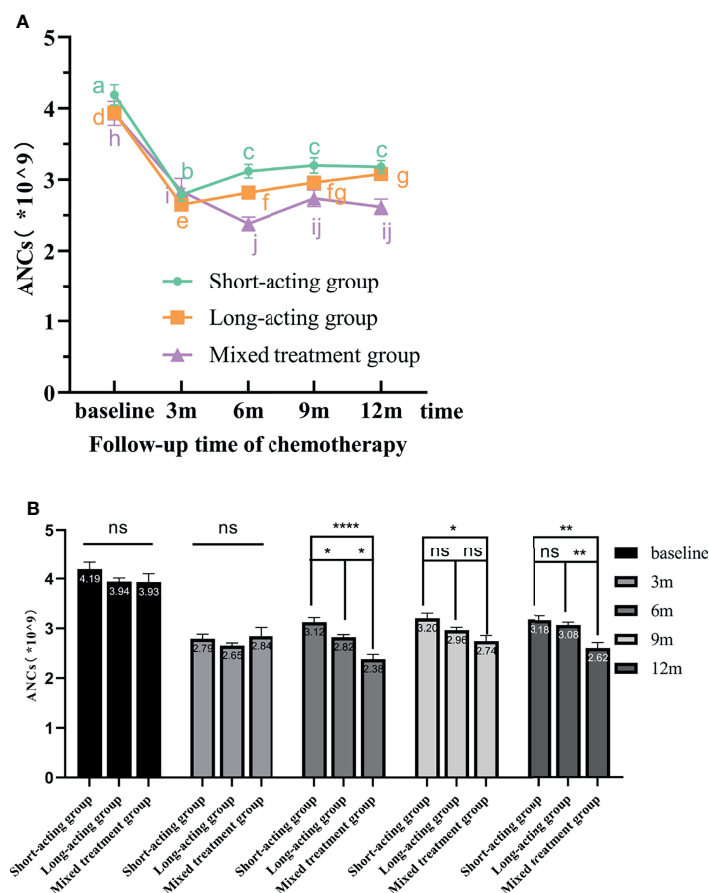 A
ANCs( *10^9)
5
4
3
2
1
0
a
d
h
b
i
e
c
f
j
c
fg
ij
c
g
ij
Short-acting group
Long-acting group
Mixed treatment group
baseline 3m 6m 9m 12m time
Follow-up time of chemotherapy
B
ANCs( *10^9)
5
4
3
2
1
0
ns
ns
****
* *
*
ns ns
**
ns **
4.19 3.94 3.93
2.79 2.65 2.84
3.12 2.82 2.38
3.20 2.96 2.74
3.18 3.08 2.62
baseline
3m
6m
9m
12m
Short-acting group
Long-acting group
Mixed treatment group
Short-acting group
Long-acting group
Mixed treatment group
Short-acting group
Long-acting group
Mixed treatment group
Short-acting group
Long-acting group
Mixed treatment group
Short-acting group
Long-acting group
Mixed treatment group